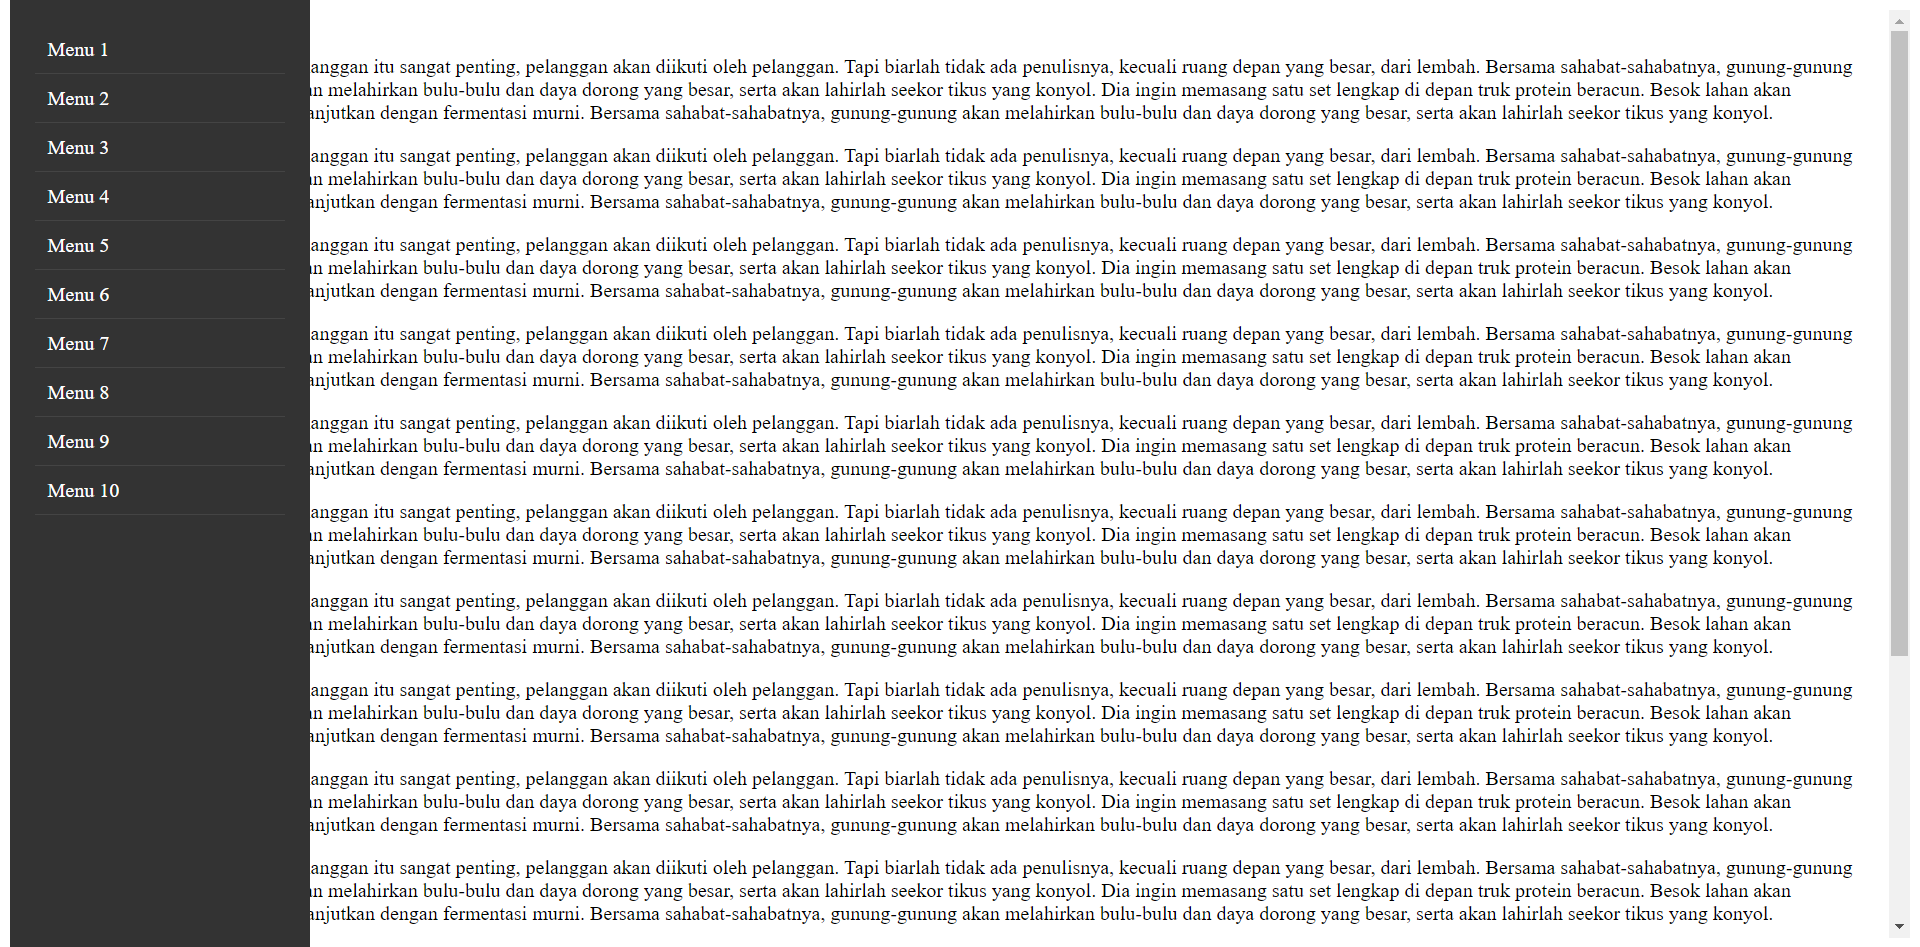 Menu 1
Menu 2
Menu 3
Menu 4
Menu 5
Menu 6
Menu 7
Menu 8
Menu 9
Menu 10
itu sangat penting, pelanggan akan diikuti oleh pelanggan. Tapi biarlah tidak ada penulisnya, kecuali ruang depan yang besar, dari lembah. Bersama sahabat-sahabatnya, gunung-gunung
melahirkan bulu-bulu dan daya dorong yang besar, serta akan lahirlah seekor tikus yang konyol. Dia ingin memasang satu set lengkap di depan truk protein beracun. Besok lahan akan
dengan fermentasi murni. Bersama sahabat-sahabatnya, gunung-gunung akan melahirkan bulu-bulu dan daya dorong yang besar, serta akan lahirlah seekor tikus yang konyol.
itu sangat penting, pelanggan akan diikuti oleh pelanggan. Tapi biarlah tidak ada penulisnya, kecuali ruang depan yang besar, dari lembah. Bersama sahabat-sahabatnya, gunung-gunung
melahirkan bulu-bulu dan daya dorong yang besar, serta akan lahirlah seekor tikus yang konyol. Dia ingin memasang satu set lengkap di depan truk protein beracun. Besok lahan akan
dengan fermentasi murni. Bersama sahabat-sahabatnya, gunung-gunung akan melahirkan bulu-bulu dan daya dorong yang besar, serta akan lahirlah seekor tikus yang konyol.
itu sangat penting, pelanggan akan diikuti oleh pelanggan. Tapi biarlah tidak ada penulisnya, kecuali ruang depan yang besar, dari lembah. Bersama sahabat-sahabatnya, gunung-gunung
melahirkan bulu-bulu dan daya dorong yang besar, serta akan lahirlah seekor tikus yang konyol. Dia ingin memasang satu set lengkap di depan truk protein beracun. Besok lahan akan
dengan fermentasi murni. Bersama sahabat-sahabatnya, gunung-gunung akan melahirkan bulu-bulu dan daya dorong yang besar, serta akan lahirlah seekor tikus yang konyol.
itu sangat penting, pelanggan akan diikuti oleh pelanggan. Tapi biarlah tidak ada penulisnya, kecuali ruang depan yang besar, dari lembah. Bersama sahabat-sahabatnya, gunung-gunung
melahirkan bulu-bulu dan daya dorong yang besar, serta akan lahirlah seekor tikus yang konyol. Dia ingin memasang satu set lengkap di depan truk protein beracun. Besok lahan akan
dengan fermentasi murni. Bersama sahabat-sahabatnya, gunung-gunung akan melahirkan bulu-bulu dan daya dorong yang besar, serta akan lahirlah seekor tikus yang konyol.
itu sangat penting, pelanggan akan diikuti oleh pelanggan. Tapi biarlah tidak ada penulisnya, kecuali ruang depan yang besar, dari lembah. Bersama sahabat-sahabatnya, gunung-gunung
melahirkan bulu-bulu dan daya dorong yang besar, serta akan lahirlah seekor tikus yang konyol. Dia ingin memasang satu set lengkap di depan truk protein beracun. Besok lahan akan
dengan fermentasi murni. Bersama sahabat-sahabatnya, gunung-gunung akan melahirkan bulu-bulu dan daya dorong yang besar, serta akan lahirlah seekor tikus yang konyol.
itu sangat penting, pelanggan akan diikuti oleh pelanggan. Tapi biarlah tidak ada penulisnya, kecuali ruang depan yang besar, dari lembah. Bersama sahabat-sahabatnya, gunung-gunung
melahirkan bulu-bulu dan daya dorong yang besar, serta akan lahirlah seekor tikus yang konyol. Dia ingin memasang satu set lengkap di depan truk protein beracun. Besok lahan akan
dengan fermentasi murni. Bersama sahabat-sahabatnya, gunung-gunung akan melahirkan bulu-bulu dan daya dorong yang besar, serta akan lahirlah seekor tikus yang konyol.
itu sangat penting, pelanggan akan diikuti oleh pelanggan. Tapi biarlah tidak ada penulisnya, kecuali ruang depan yang besar, dari lembah. Bersama sahabat-sahabatnya, gunung-gunung
melahirkan bulu-bulu dan daya dorong yang besar, serta akan lahirlah seekor tikus yang konyol. Dia ingin memasang satu set lengkap di depan truk protein beracun. Besok lahan akan
dengan fermentasi murni. Bersama sahabat-sahabatnya, gunung-gunung akan melahirkan bulu-bulu dan daya dorong yang besar, serta akan lahirlah seekor tikus yang konyol.
itu sangat penting, pelanggan akan diikuti oleh pelanggan. Tapi biarlah tidak ada penulisnya, kecuali ruang depan yang besar, dari lembah. Bersama sahabat-sahabatnya, gunung-gunung
melahirkan bulu-bulu dan daya dorong yang besar, serta akan lahirlah seekor tikus yang konyol. Dia ingin memasang satu set lengkap di depan truk protein beracun. Besok lahan akan
dengan fermentasi murni. Bersama sahabat-sahabatnya, gunung-gunung akan melahirkan bulu-bulu dan daya dorong yang besar, serta akan lahirlah seekor tikus yang konyol.
itu sangat penting, pelanggan akan diikuti oleh pelanggan. Tapi biarlah tidak ada penulisnya, kecuali ruang depan yang besar, dari lembah. Bersama sahabat-sahabatnya, gunung-gunung
melahirkan bulu-bulu dan daya dorong yang besar, serta akan lahirlah seekor tikus yang konyol. Dia ingin memasang satu set lengkap di depan truk protein beracun. Besok lahan akan
dengan fermentasi murni. Bersama sahabat-sahabatnya, gunung-gunung akan melahirkan bulu-bulu dan daya dorong yang besar, serta akan lahirlah seekor tikus yang konyol.
itu sangat penting, pelanggan akan diikuti oleh pelanggan. Tapi biarlah tidak ada penulisnya, kecuali ruang depan yang besar, dari lembah. Bersama sahabat-sahabatnya, gunung-gunung
melahirkan bulu-bulu dan daya dorong yang besar, serta akan lahirlah seekor tikus yang konyol. Dia ingin memasang satu set lengkap di depan truk protein beracun. Besok lahan akan
dengan fermentasi murni. Bersama sahabat-sahabatnya, gunung-gunung akan melahirkan bulu-bulu dan daya dorong yang besar, serta akan lahirlah seekor tikus yang konyol.